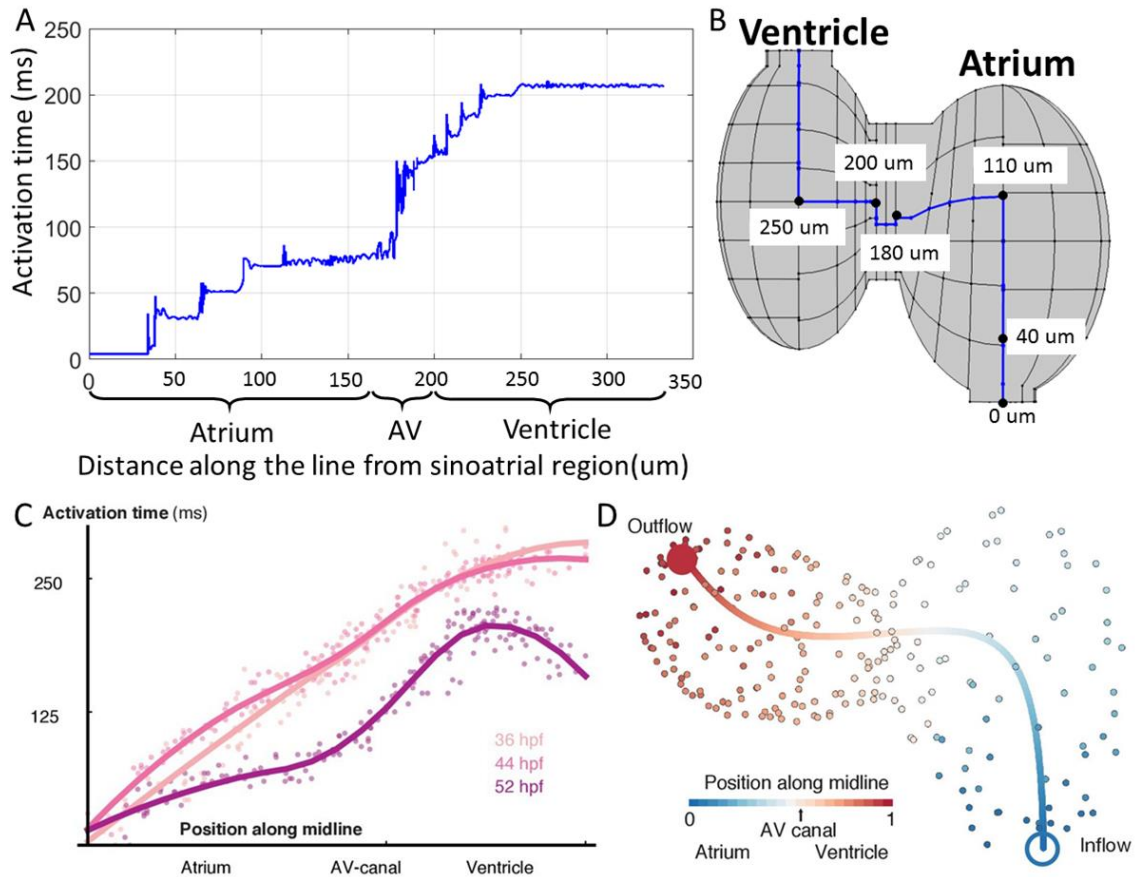 A
Activation time (ms)
250
200
150
100
50
0
0 50 100 150 200 250 300 350
Atrium AV Ventricle
Distance along the line from sinoatrial region(um)
B
Ventricle
Atrium
200 um
110 um
250 um
180 um
40 um
0 um
C
Activation time (ms)
250
125
36 hpf
44 hpf
52 hpf
Position along midline
Atrium AV-canal Ventricle
D
Outflow
Position along midline
0 1
AV canal
Atrium Ventricle
Inflow